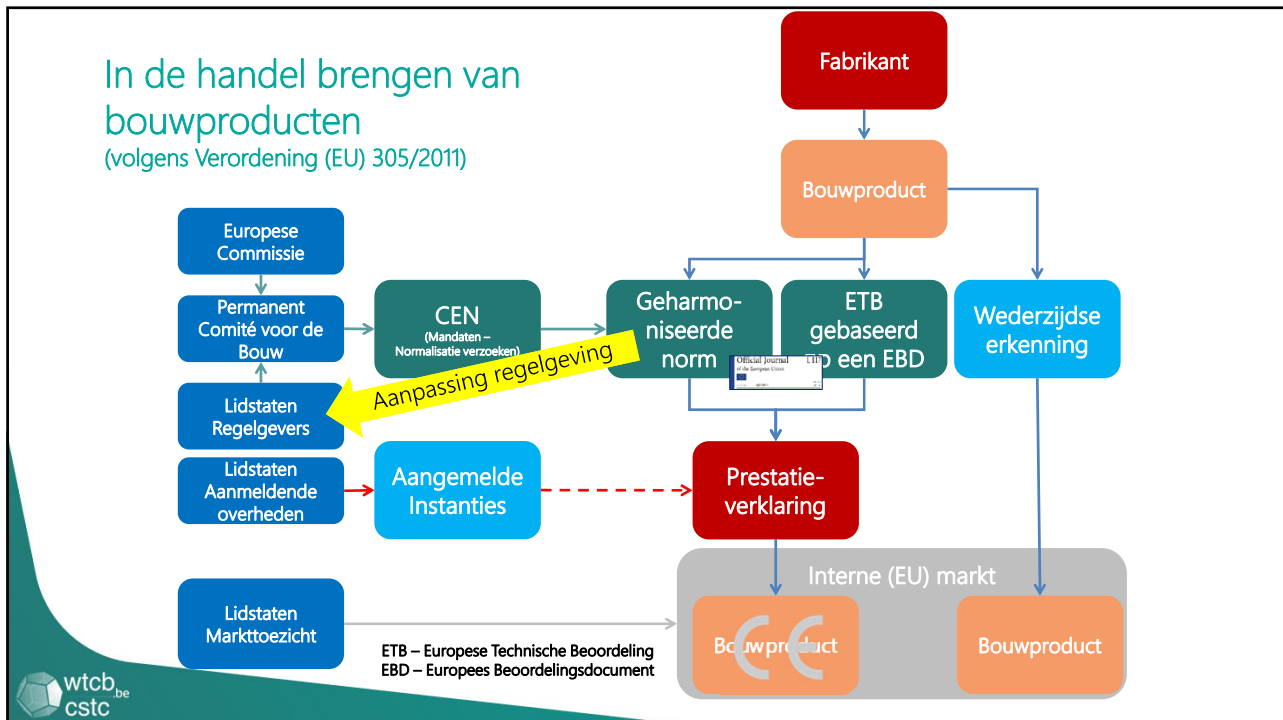 In de handel brengen van
bouwproducten
(volgens Verordening (EU) 305/2011)
Fabrikant
Bouwproduct
Europese
Commissie
Permanent
Comité voor de
Bouw
CEN
(Mandaten –
Normalisatie verzoeken)
Geharmo-
niseerde
norm
ETB
gebaseerd
op een EBD
Official Journal
of the European Union
Wederzijdse
erkenning
Aanpassing regelgeving
Lidstaten
Regelgevers
Lidstaten
Aanmeldende
overheden
Aangemelde
Instanties
Prestatie-
verklaring
Interne (EU) markt
Lidstaten
Markttoezicht
Bouwproduct
CE
Bouwproduct
ETB – Europese Technische Beoordeling
EBD – Europees Beoordelingsdocument
wtcb.be
cstc